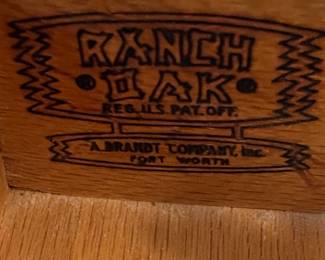 RANCH
• OAK •
REG. U.S. PAT. OFF.
A. BRANDT COMPANY, Inc.
FORT WORTH